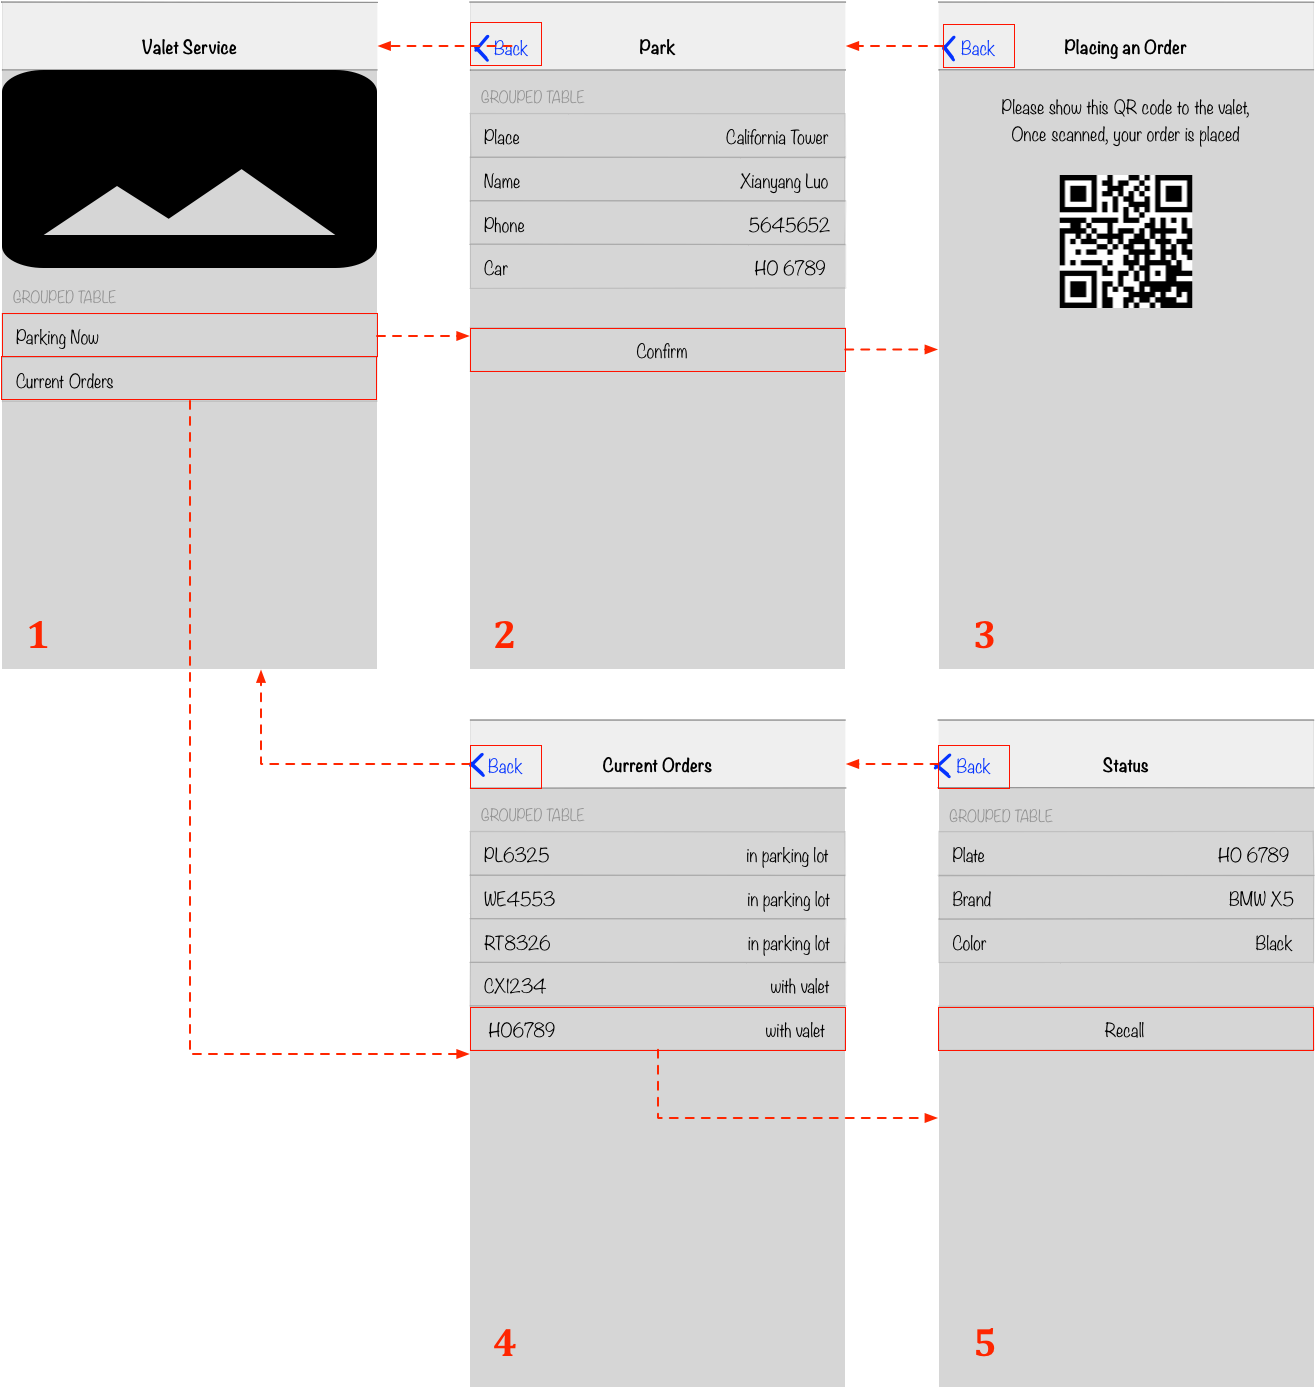 Valet Service
GROUPED TABLE
Parking Now
Current Orders
1
Back
Park
GROUPED TABLE
Place California Tower
Name Xianyang Luo
Phone 5645652
Car HO 6789
Confirm
2
Back
Placing an Order
Please show this QR code to the valet,
Once scanned, your order is placed
3
Back
Current Orders
GROUPED TABLE
PL6325 in parking lot
WE4553 in parking lot
RT8326 in parking lot
CX1234 with valet
HO6789 with valet
4
Back
Status
GROUPED TABLE
Plate HO 6789
Brand BMW X5
Color Black
Recall
5